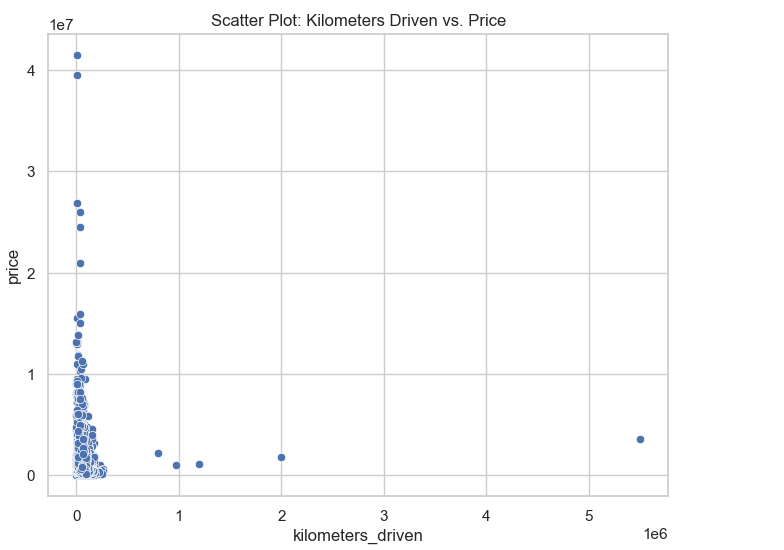 Scatter Plot: Kilometers Driven vs. Price
1e7
4
3
2
1
0
price
0 1 2 3 4 5
1e6
kilometers_driven